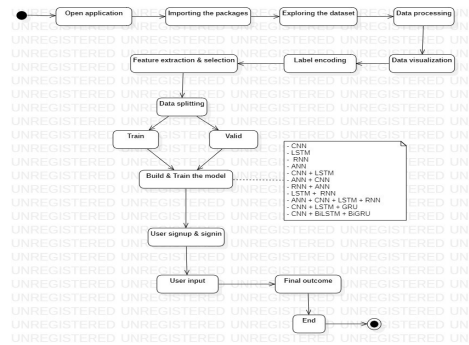 Open application
Importing the packages
Exploring the dataset
Data processing
Feature extraction & selection
Label encoding
Data visualization
Data splitting
Train
Valid
Build & Train the model
- CNN
- LSTM
- RNN
- ANN
- CNN + LSTM
- ANN + CNN
- RNN + ANN
- LSTM + RNN
- ANN + CNN + LSTM + RNN
- CNN + LSTM + GRU
- CNN + BiLSTM + BiGRU
User signup & signin
User input
Final outcome
End
UNREGISTERED